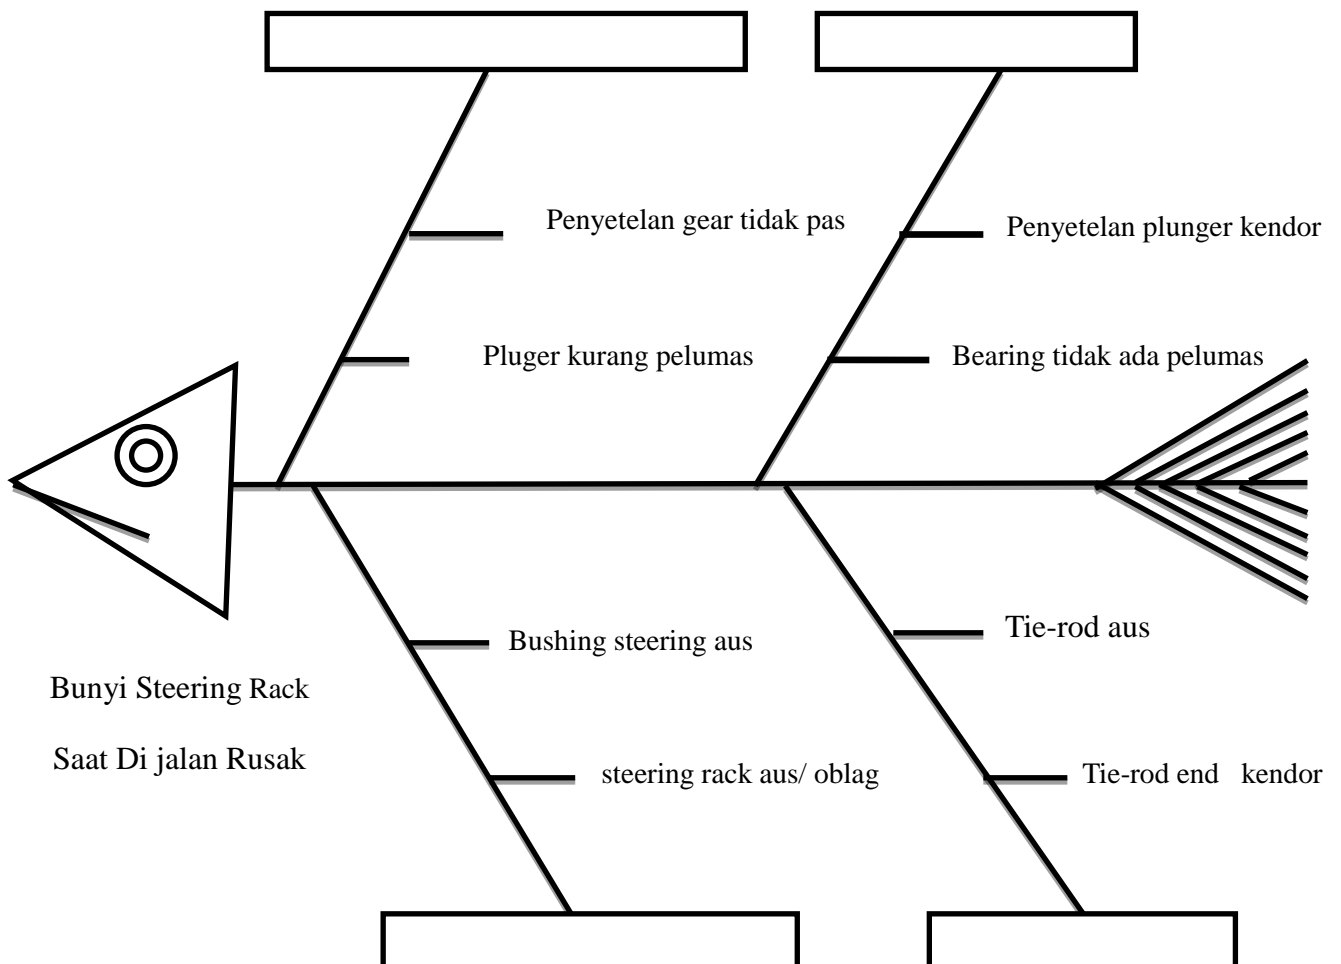 Penyetelan gear tidak pas
Penyetelan plunger kendor
Pluger kurang pelumas
Bearing tidak ada pelumas
Bushing steering aus
Tie-rod aus
Bunyi Steering Rack
Saat Di jalan Rusak
steering rack aus/ oblag
Tie-rod end kendor